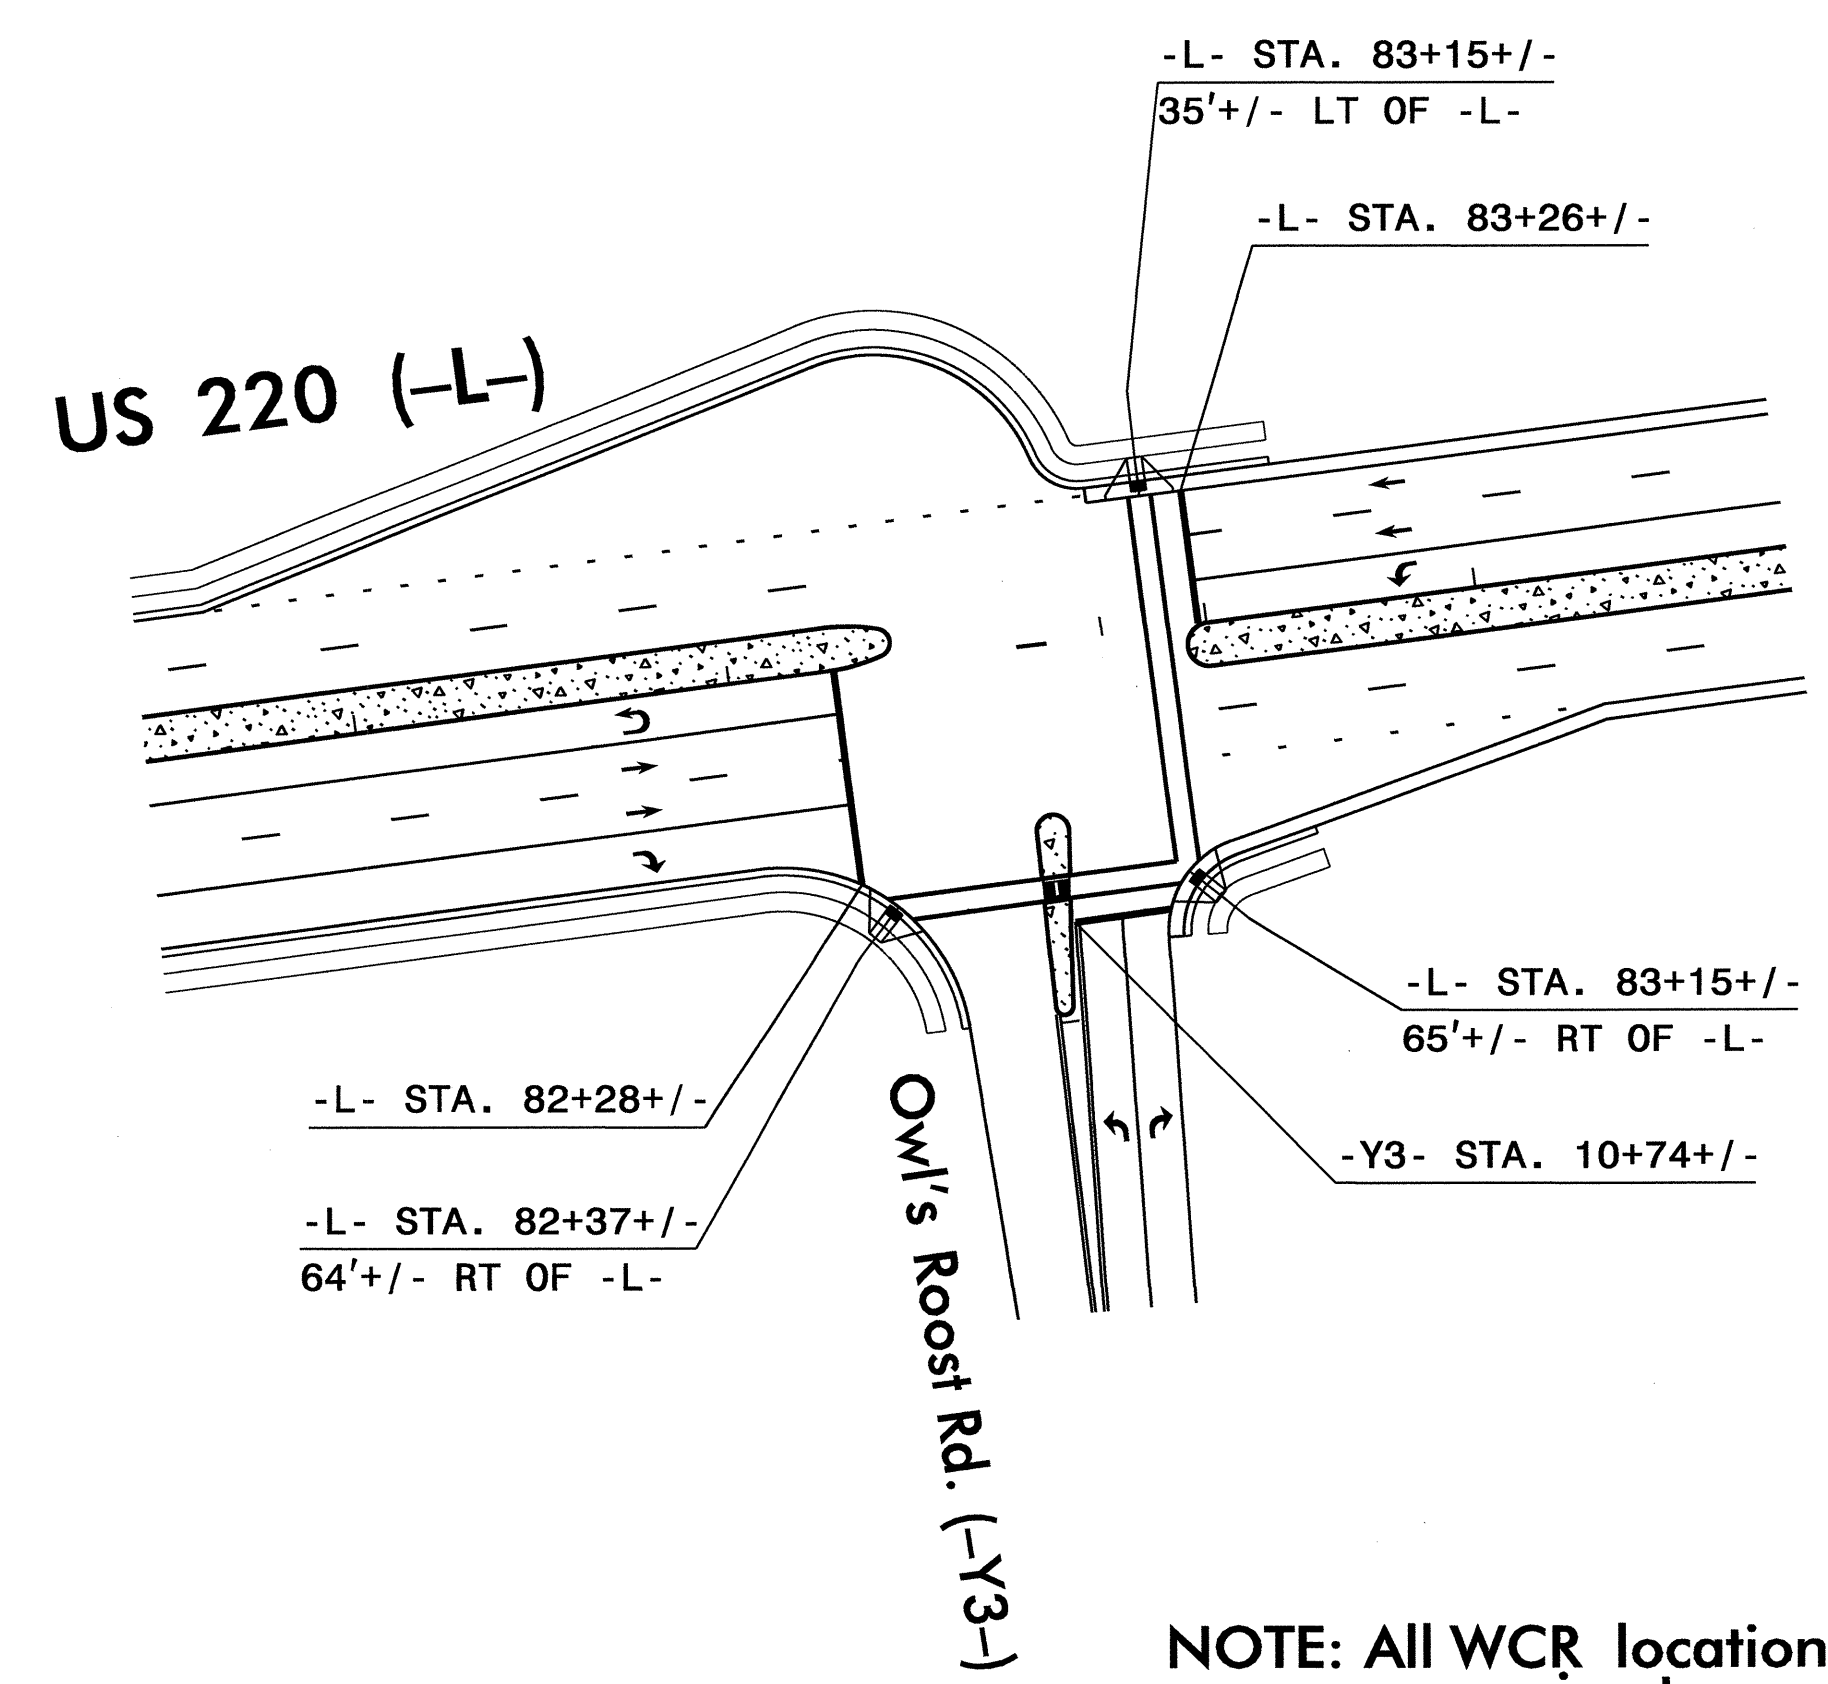 -L- STA. 83+15+/-
35'+/- LT OF -L-
-L- STA. 83+26+/-
US 220 (-L-)
-L- STA. 83+15+/-
65'+/- RT OF -L-
-L- STA. 82+28+/-
-Y3- STA. 10+74+/-
-L- STA. 82+37+/-
64'+/- RT OF -L-
Owl's Roost Rd. (-Y3-)
NOTE: All WCR location